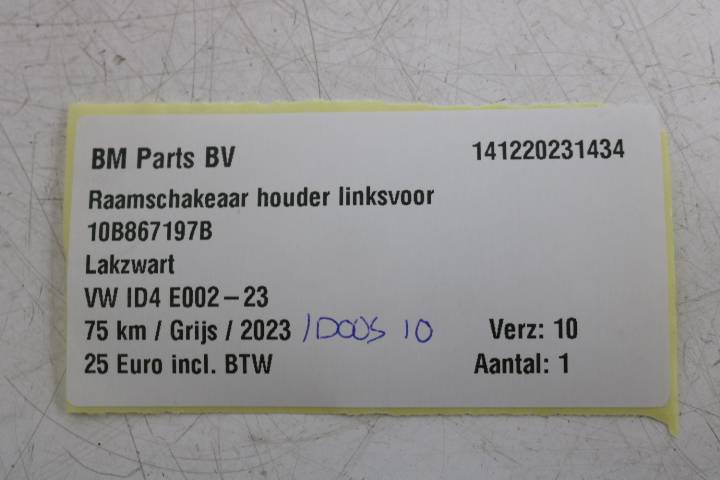 BM Parts BV 141220231434
Raamschakeaar houder linksvoor
10B867197B
Lakzwart
VW ID4 E002-23
75 km / Grijs / 2023 / DOOS 10 Verz: 10
25 Euro incl. BTW Aantal: 1